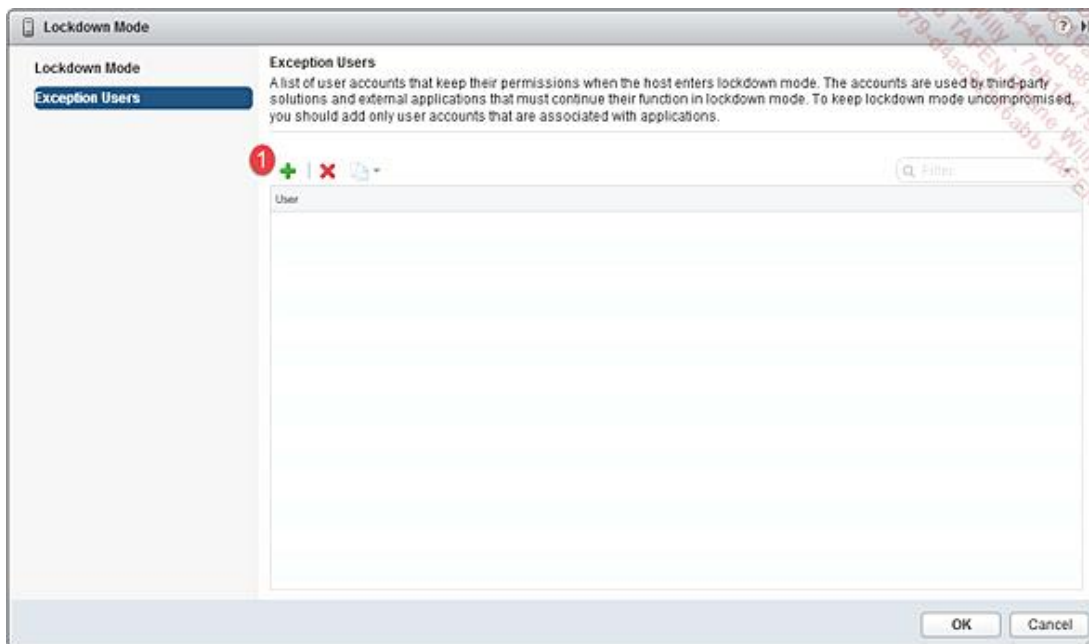 Lockdown Mode
?
Lockdown Mode
Exception Users
Exception Users
A list of user accounts that keep their permissions when the host enters lockdown mode. The accounts are used by third-party
solutions and external applications that must continue their function in lockdown mode. To keep lockdown mode uncompromised,
you should add only user accounts that are associated with applications.
1
Filter
User
OK Cancel